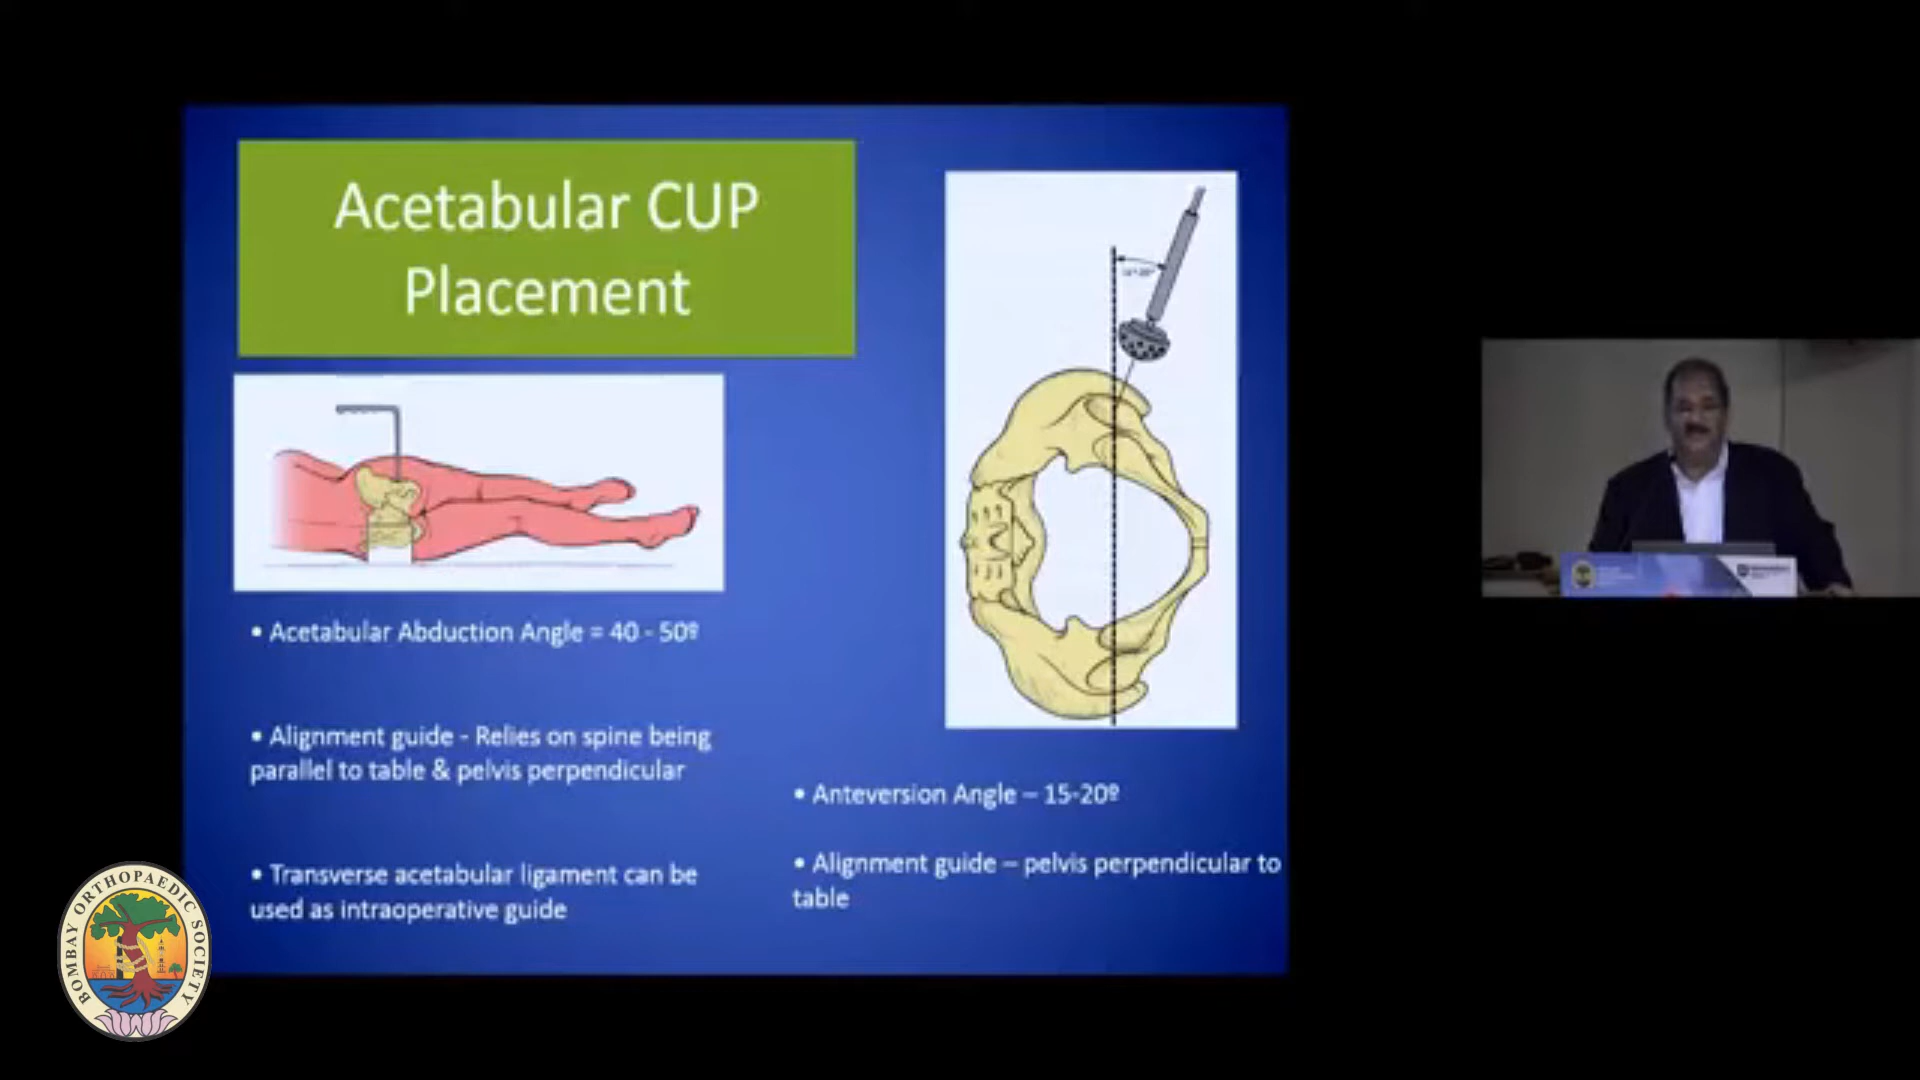 Acetabular CUP
Placement
• Acetabular Abduction Angle = 40 - 50º
• Alignment guide - Relies on spine being
parallel to table & pelvis perpendicular
• Transverse acetabular ligament can be
used as intraoperative guide
• Anteversion Angle – 15-20º
• Alignment guide – pelvis perpendicular to
table
BOMBAY ORTHOPAEDIC SOCIETY